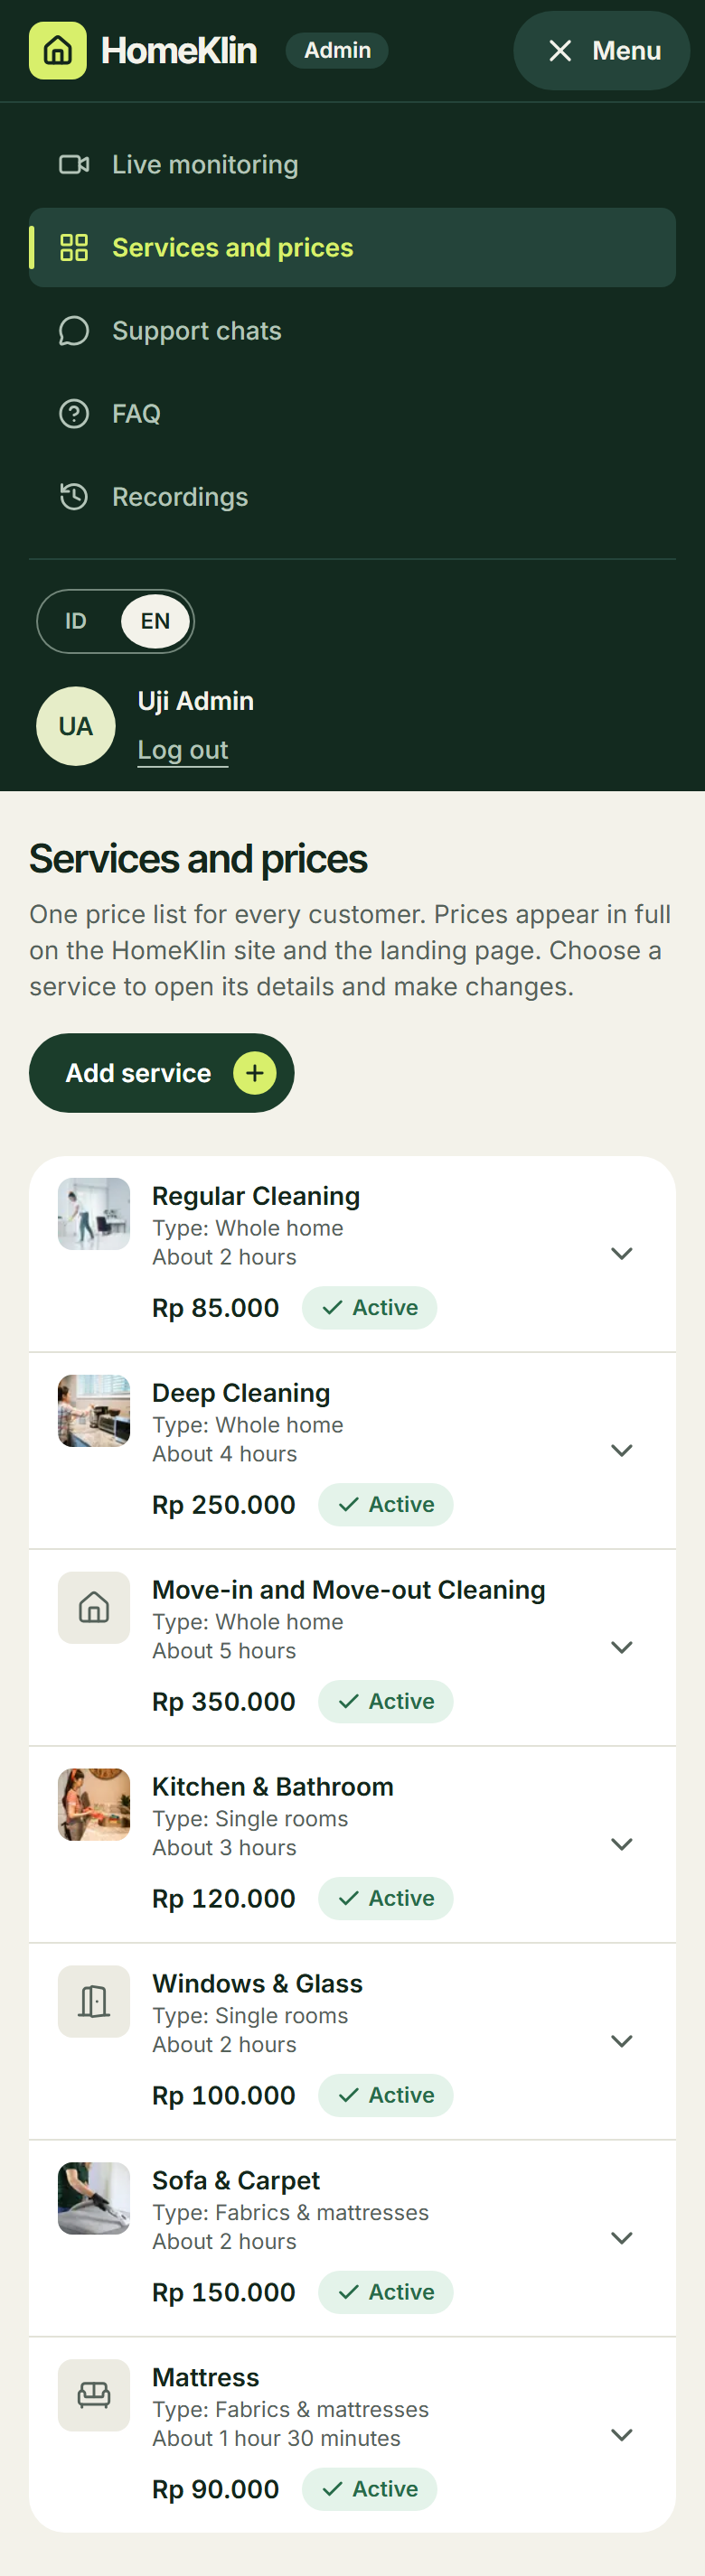 HomeKlin
Admin
Menu
Live monitoring
Services and prices
Support chats
FAQ
Recordings
ID
EN
UA
Uji Admin
Log out
Services and prices
One price list for every customer. Prices appear in full
on the HomeKlin site and the landing page. Choose a
service to open its details and make changes.
Add service
Regular Cleaning
Type: Whole home
About 2 hours
Rp 85.000
Active
Deep Cleaning
Type: Whole home
About 4 hours
Rp 250.000
Active
Move-in and Move-out Cleaning
Type: Whole home
About 5 hours
Rp 350.000
Active
Kitchen & Bathroom
Type: Single rooms
About 3 hours
Rp 120.000
Active
Windows & Glass
Type: Single rooms
About 2 hours
Rp 100.000
Active
Sofa & Carpet
Type: Fabrics & mattresses
About 2 hours
Rp 150.000
Active
Mattress
Type: Fabrics & mattresses
About 1 hour 30 minutes
Rp 90.000
Active